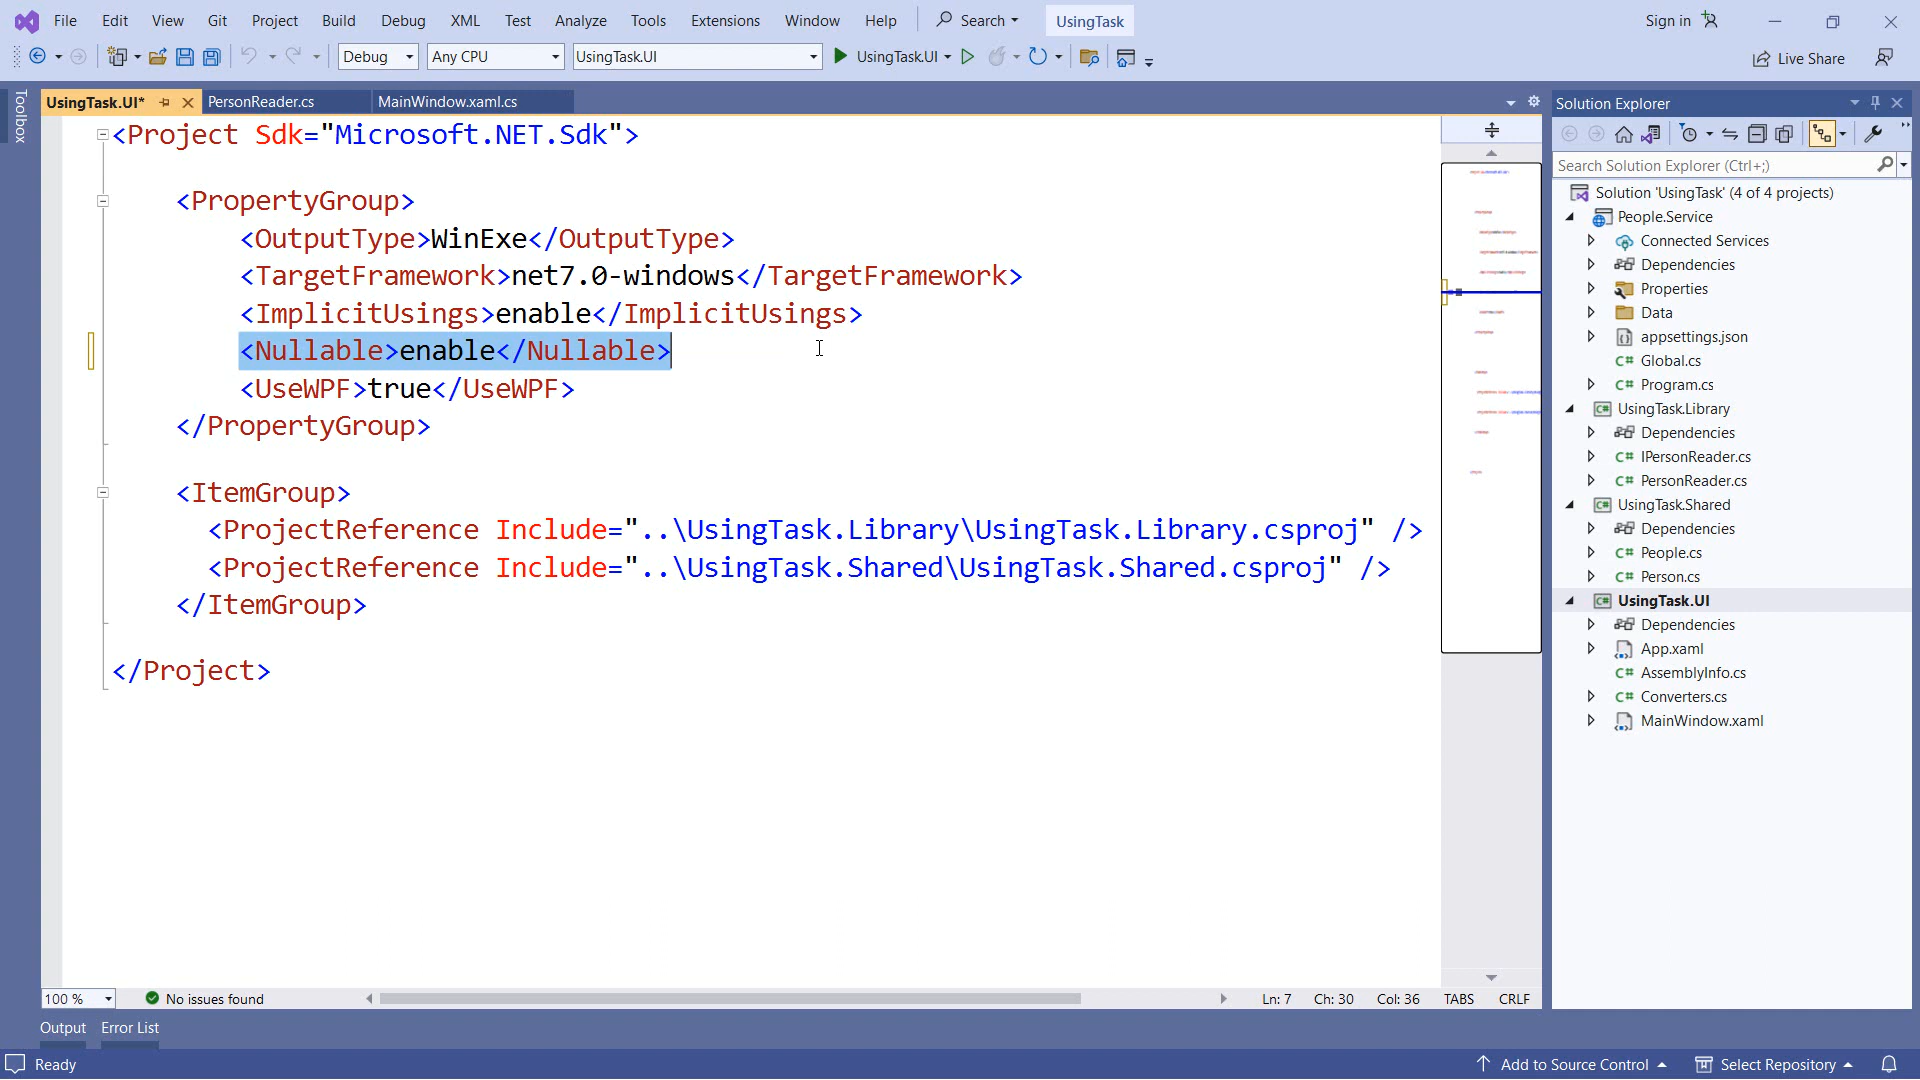 File Edit View Git Project Build Debug XML Test Analyze Tools Extensions Window Help Search UsingTask Sign in
Debug Any CPU UsingTask.UI UsingTask.UI Live Share
Toolbox
UsingTask.UI* PersonReader.cs MainWindow.xaml.cs
<Project Sdk="Microsoft.NET.Sdk">
<PropertyGroup>
<OutputType>WinExe</OutputType>
<TargetFramework>net7.0-windows</TargetFramework>
<ImplicitUsings>enable</ImplicitUsings>
<Nullable>enable</Nullable>
<UseWPF>true</UseWPF>
</PropertyGroup>
<ItemGroup>
<ProjectReference Include="..\UsingTask.Library\UsingTask.Library.csproj" />
<ProjectReference Include="..\UsingTask.Shared\UsingTask.Shared.csproj" />
</ItemGroup>
</Project>
100 % No issues found Ln: 7 Ch: 30 Col: 36 TABS CRLF
Solution Explorer
Search Solution Explorer (Ctrl+;)
Solution 'UsingTask' (4 of 4 projects)
People.Service
Connected Services
Dependencies
Properties
Data
appsettings.json
Global.cs
Program.cs
UsingTask.Library
Dependencies
IPersonReader.cs
PersonReader.cs
UsingTask.Shared
Dependencies
People.cs
Person.cs
UsingTask.UI
Dependencies
App.xaml
AssemblyInfo.cs
Converters.cs
MainWindow.xaml
Output Error List
Ready Add to Source Control Select Repository